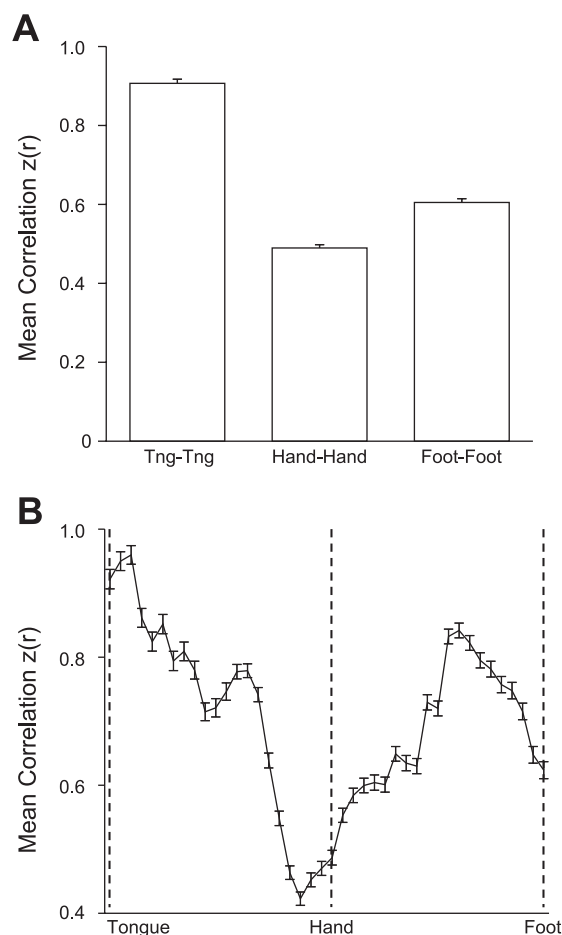 A
Mean Correlation z(r)
1.0
0.8
0.6
0.4
0.2
0
Tng-Tng Hand-Hand Foot-Foot
B
Mean Correlation z(r)
1.0
0.8
0.6
0.4
Tongue Hand Foot